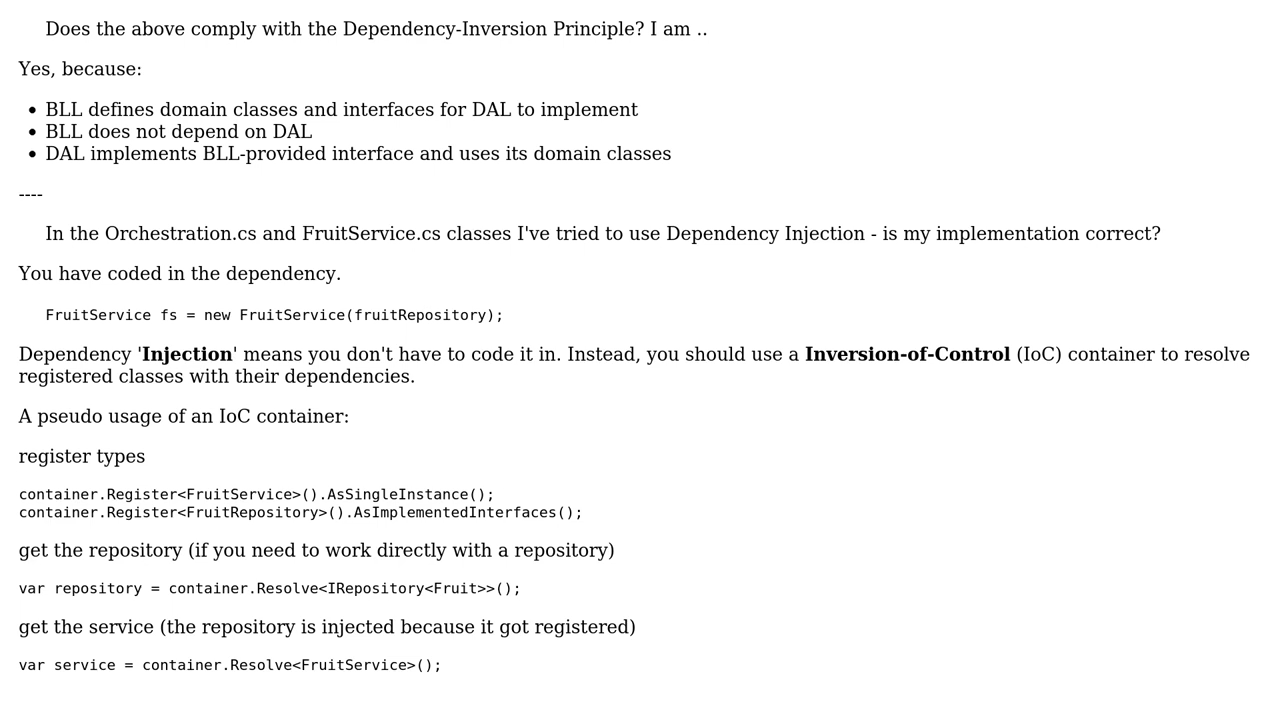 Does the above comply with the Dependency-Inversion Principle? I am ..
Yes, because:
• BLL defines domain classes and interfaces for DAL to implement
• BLL does not depend on DAL
• DAL implements BLL-provided interface and uses its domain classes
----
In the Orchestration.cs and FruitService.cs classes I've tried to use Dependency Injection - is my implementation correct?
You have coded in the dependency.
FruitService fs = new FruitService(fruitRepository);
Dependency 'Injection' means you don't have to code it in. Instead, you should use a Inversion-of-Control (IoC) container to resolve
registered classes with their dependencies.
A pseudo usage of an IoC container:
register types
container.Register<FruitService>().AsSingleInstance();
container.Register<FruitRepository>().AsImplementedInterfaces();
get the repository (if you need to work directly with a repository)
var repository = container.Resolve<IRepository<Fruit>>();
get the service (the repository is injected because it got registered)
var service = container.Resolve<FruitService>();